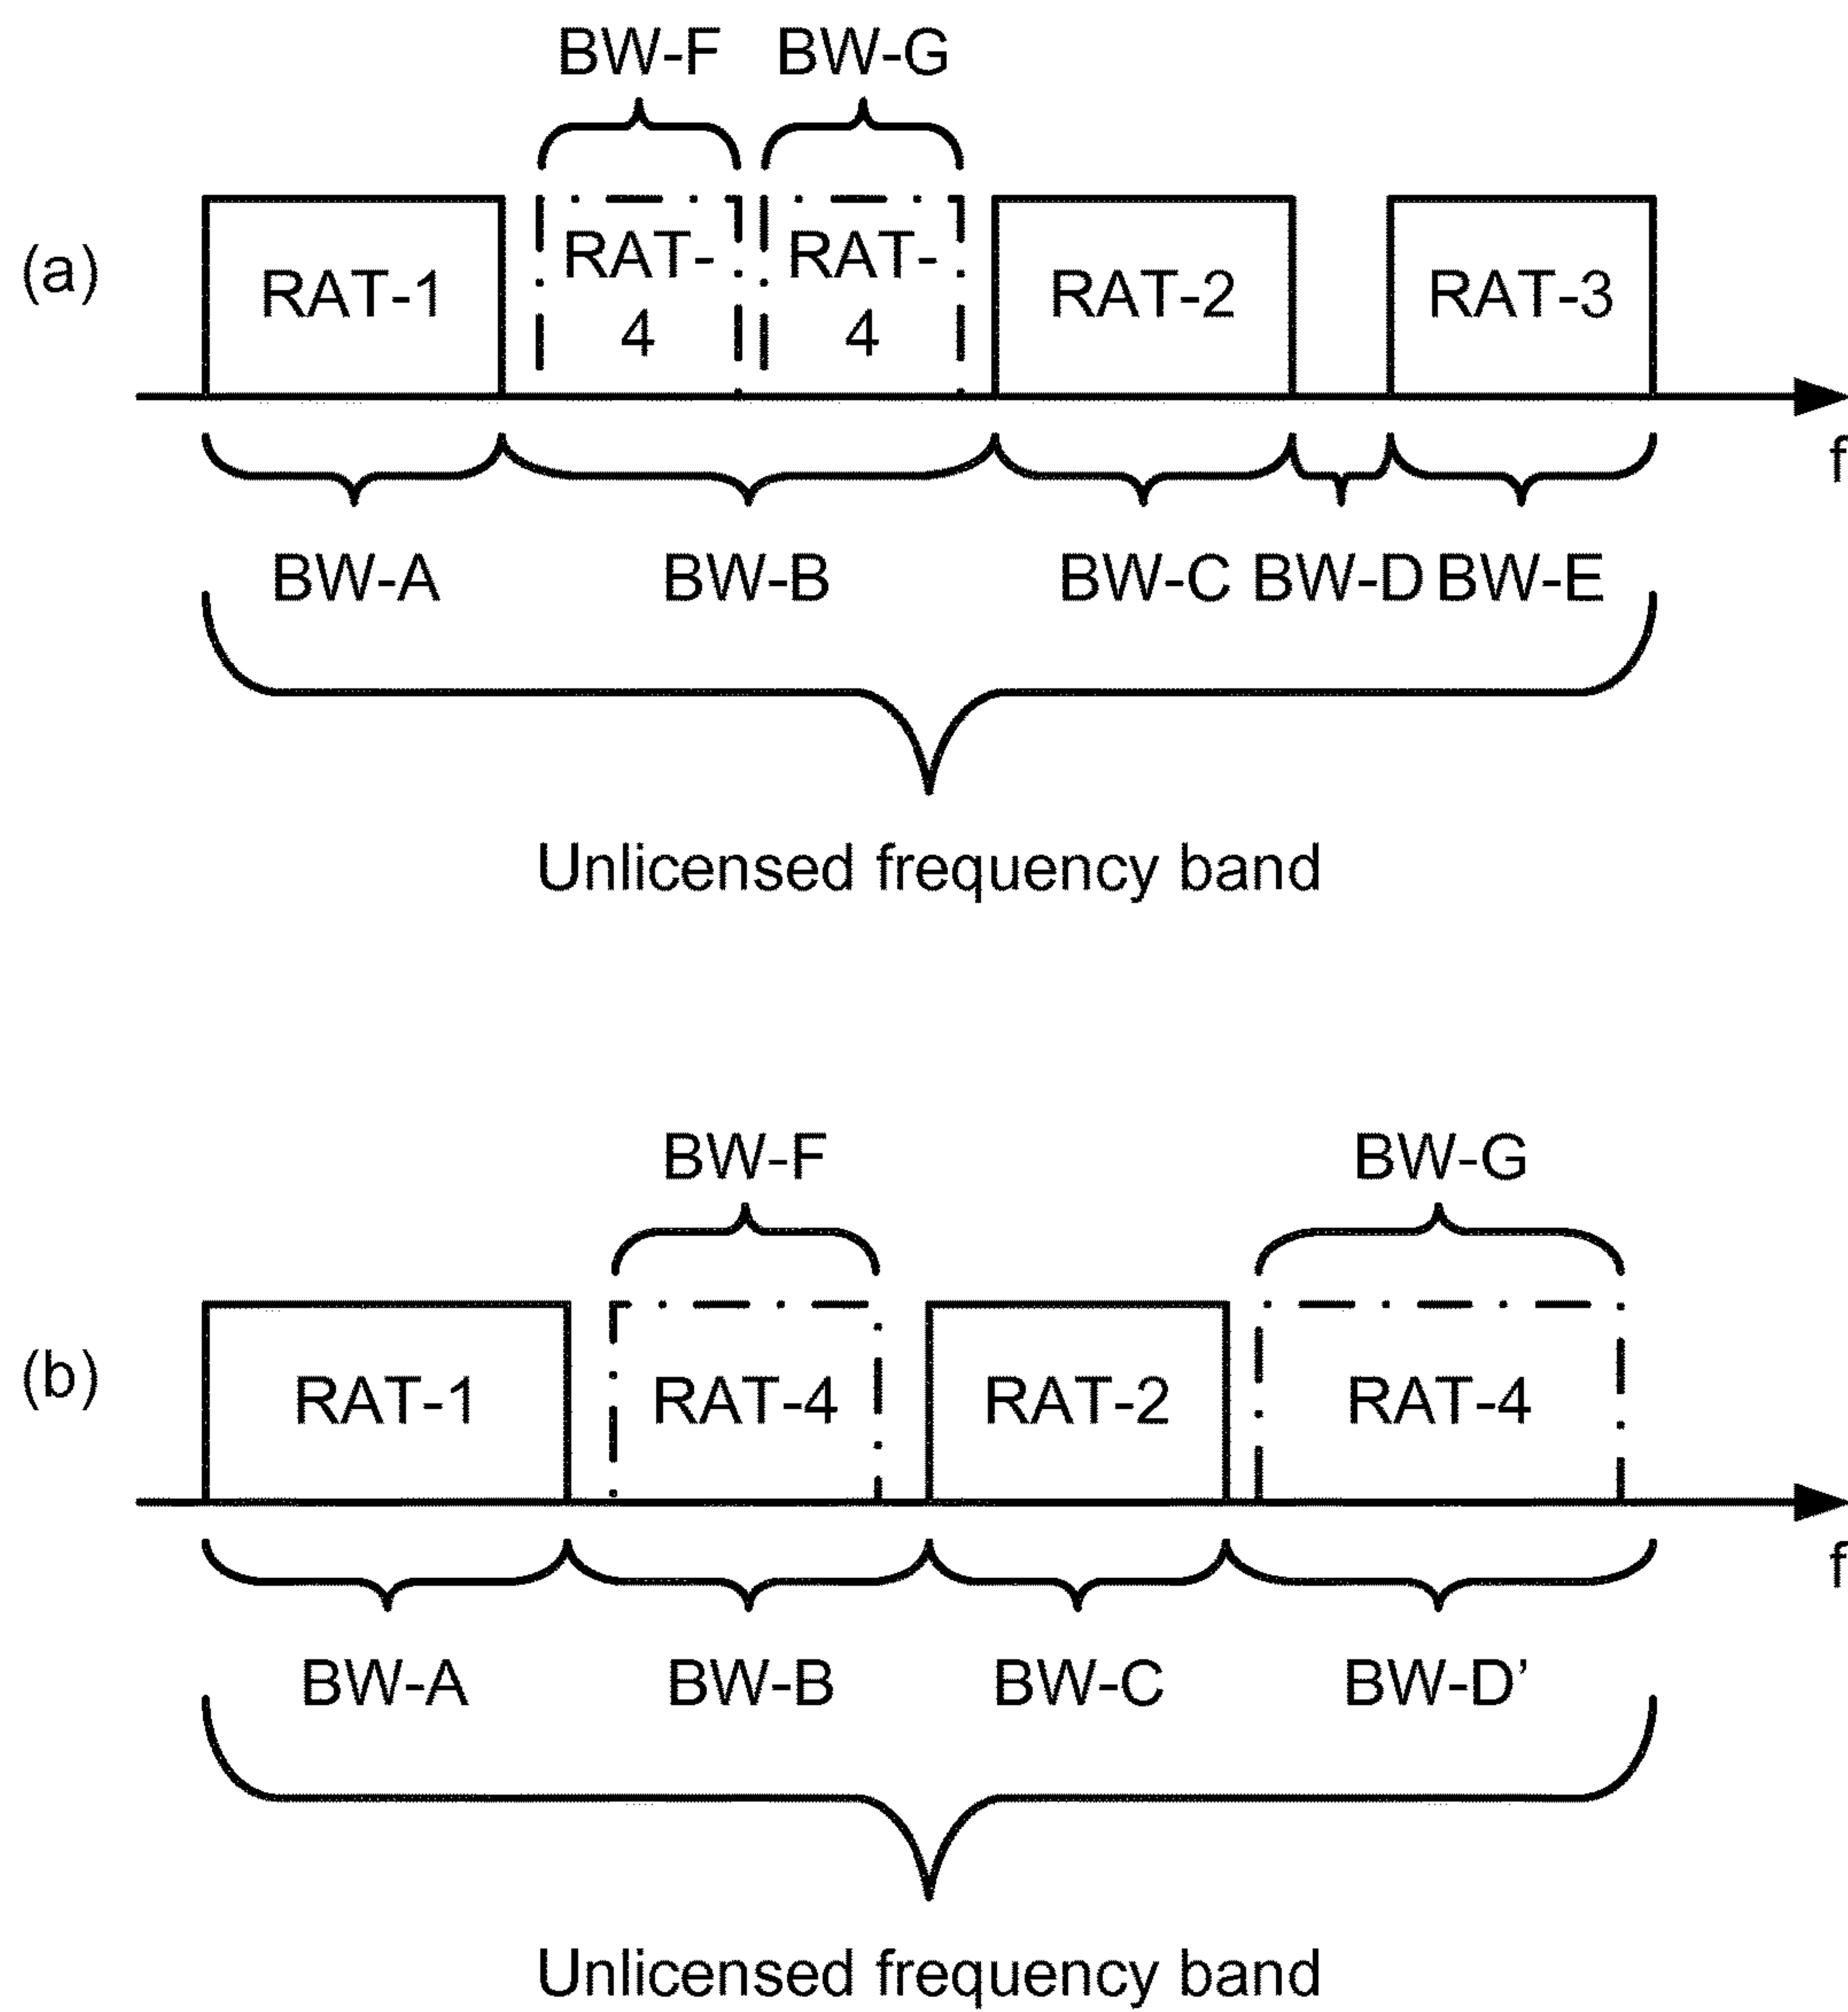 BW-F BW-G
(a) RAT-1 RAT- RAT- RAT-2 RAT-3
4 4
f
BW-A BW-B BW-C BW-D BW-E
Unlicensed frequency band
BW-F BW-G
(b) RAT-1 RAT-4 RAT-2 RAT-4
f
BW-A BW-B BW-C BW-D’
Unlicensed frequency band